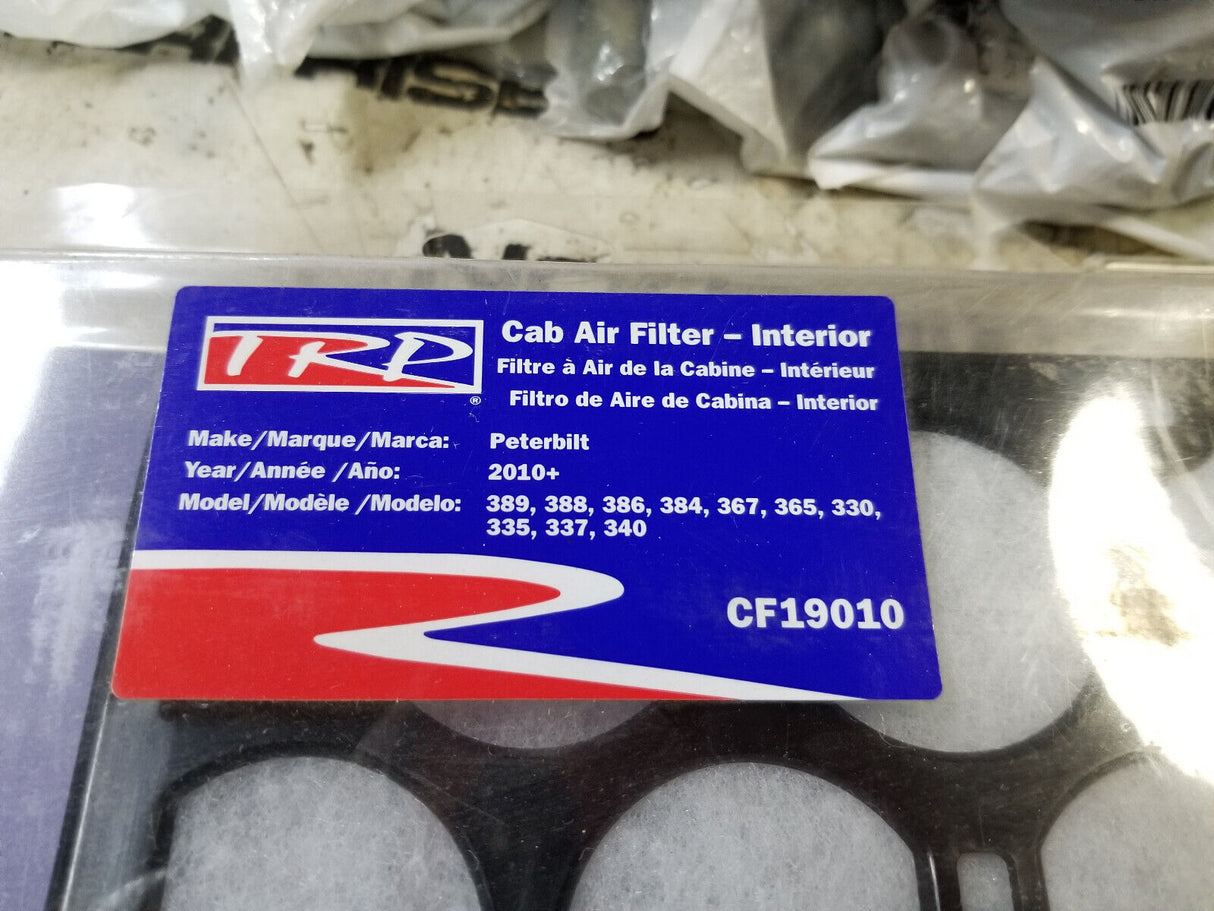 TRP
®
Cab Air Filter – Interior
Filtre à Air de la Cabine – Intérieur
Filtro de Aire de Cabina – Interior
Make/Marque/Marca: Peterbilt
Year/Année /Año: 2010+
Model/Modèle /Modelo: 389, 388, 386, 384, 367, 365, 330,
335, 337, 340
CF19010